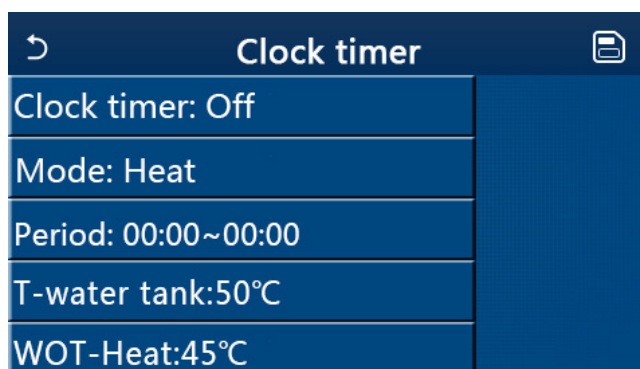 Clock timer
Clock timer: Off
Mode: Heat
Period: 00:00~00:00
T-water tank:50℃
WOT-Heat:45℃